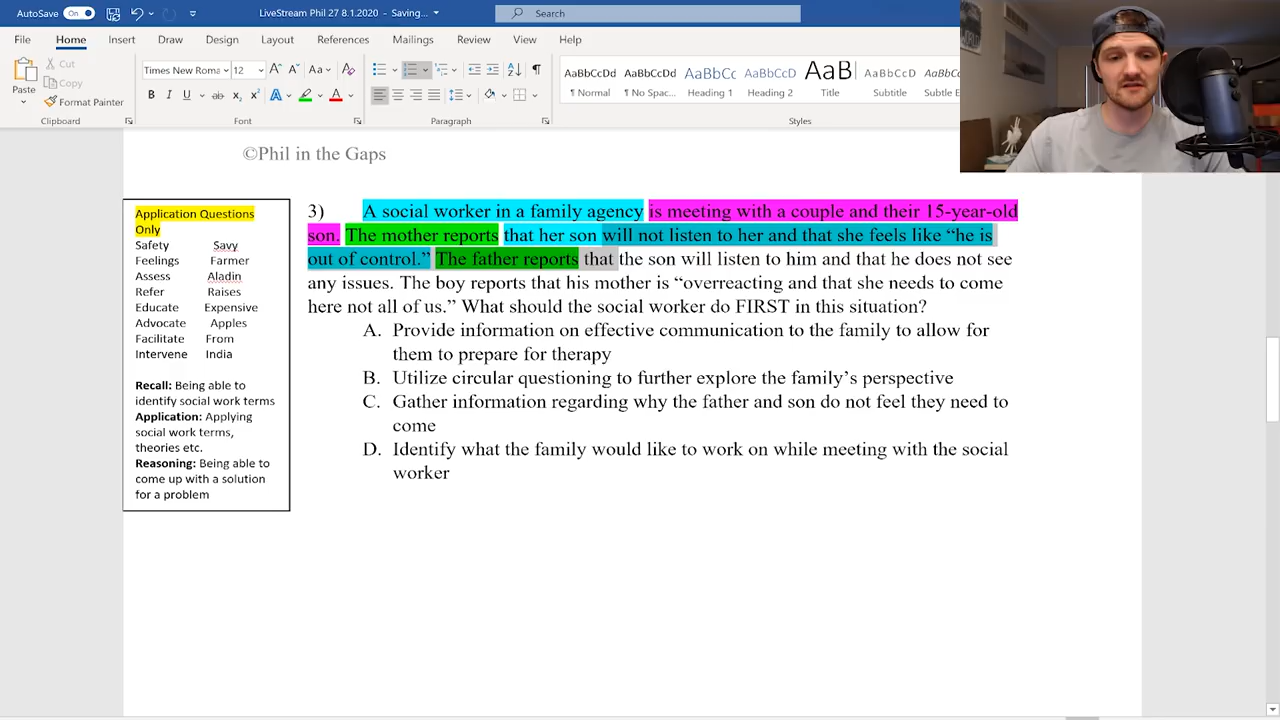 AutoSave On LiveStream Phil 27 8.1.2020 - Saving... Search
File Home Insert Draw Design Layout References Mailings Review View Help
Paste Cut Copy Format Painter
Times New Roma 12 Aa
B I U ab x₂ x² A A
AaBbCcDd AaBbCcDd AaBbCc AaBbCcD AaB AaBbCcD AaBbCcDd
¶ Normal ¶ No Spac... Heading 1 Heading 2 Title Subtitle Subtle E
Clipboard Font Paragraph Styles
©Phil in the Gaps
Application Questions
Only
Safety Savy
Feelings Farmer
Assess Aladin
Refer Raises
Educate Expensive
Advocate Apples
Facilitate From
Intervene India
Recall: Being able to
identify social work terms
Application: Applying
social work terms,
theories etc.
Reasoning: Being able to
come up with a solution
for a problem
3) A social worker in a family agency is meeting with a couple and their 15-year-old
son. The mother reports that her son will not listen to her and that she feels like “he is
out of control.” The father reports that the son will listen to him and that he does not see
any issues. The boy reports that his mother is “overreacting and that she needs to come
here not all of us.” What should the social worker do FIRST in this situation?
A. Provide information on effective communication to the family to allow for
them to prepare for therapy
B. Utilize circular questioning to further explore the family’s perspective
C. Gather information regarding why the father and son do not feel they need to
come
D. Identify what the family would like to work on while meeting with the social
worker